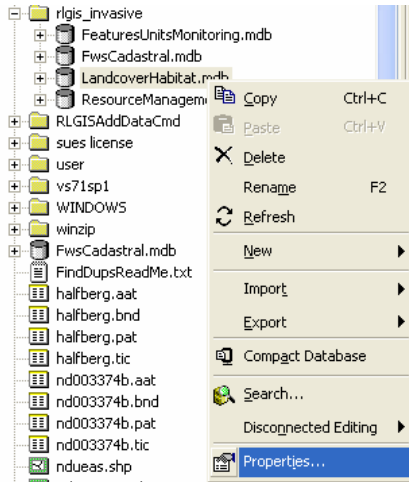 rlgis_invasive
FeaturesUnitsMonitoring.mdb
FwsCadastral.mdb
LandcoverHabitat.mdb
ResourceManagem
RLGISAddDataCmd
sues license
user
vs71sp1
WINDOWS
winzip
FwsCadastral.mdb
FindDupsReadMe.txt
halfberg.aat
halfberg.bnd
halfberg.pat
halfberg.tic
nd003374b.aat
nd003374b.bnd
nd003374b.pat
nd003374b.tic
ndueas.shp
Copy Ctrl+C
Paste Ctrl+V
Delete
Rename F2
Refresh
New
Import
Export
Compact Database
Search...
Disconnected Editing
Properties...